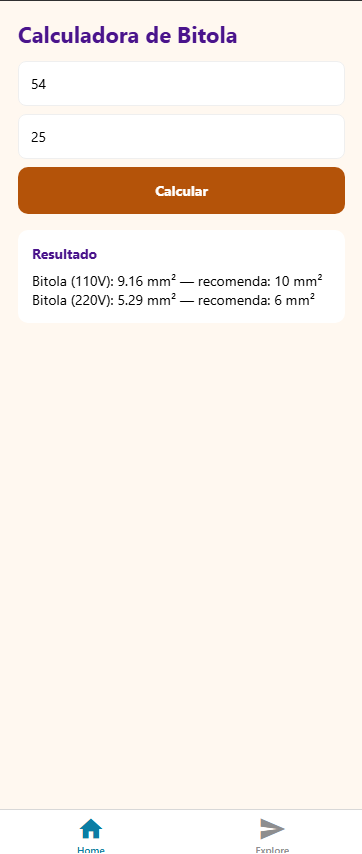 Calculadora de Bitola
54
25
Calcular
Resultado
Bitola (110V): 9.16 mm² — recomenda: 10 mm²
Bitola (220V): 5.29 mm² — recomenda: 6 mm²
Home
Explore